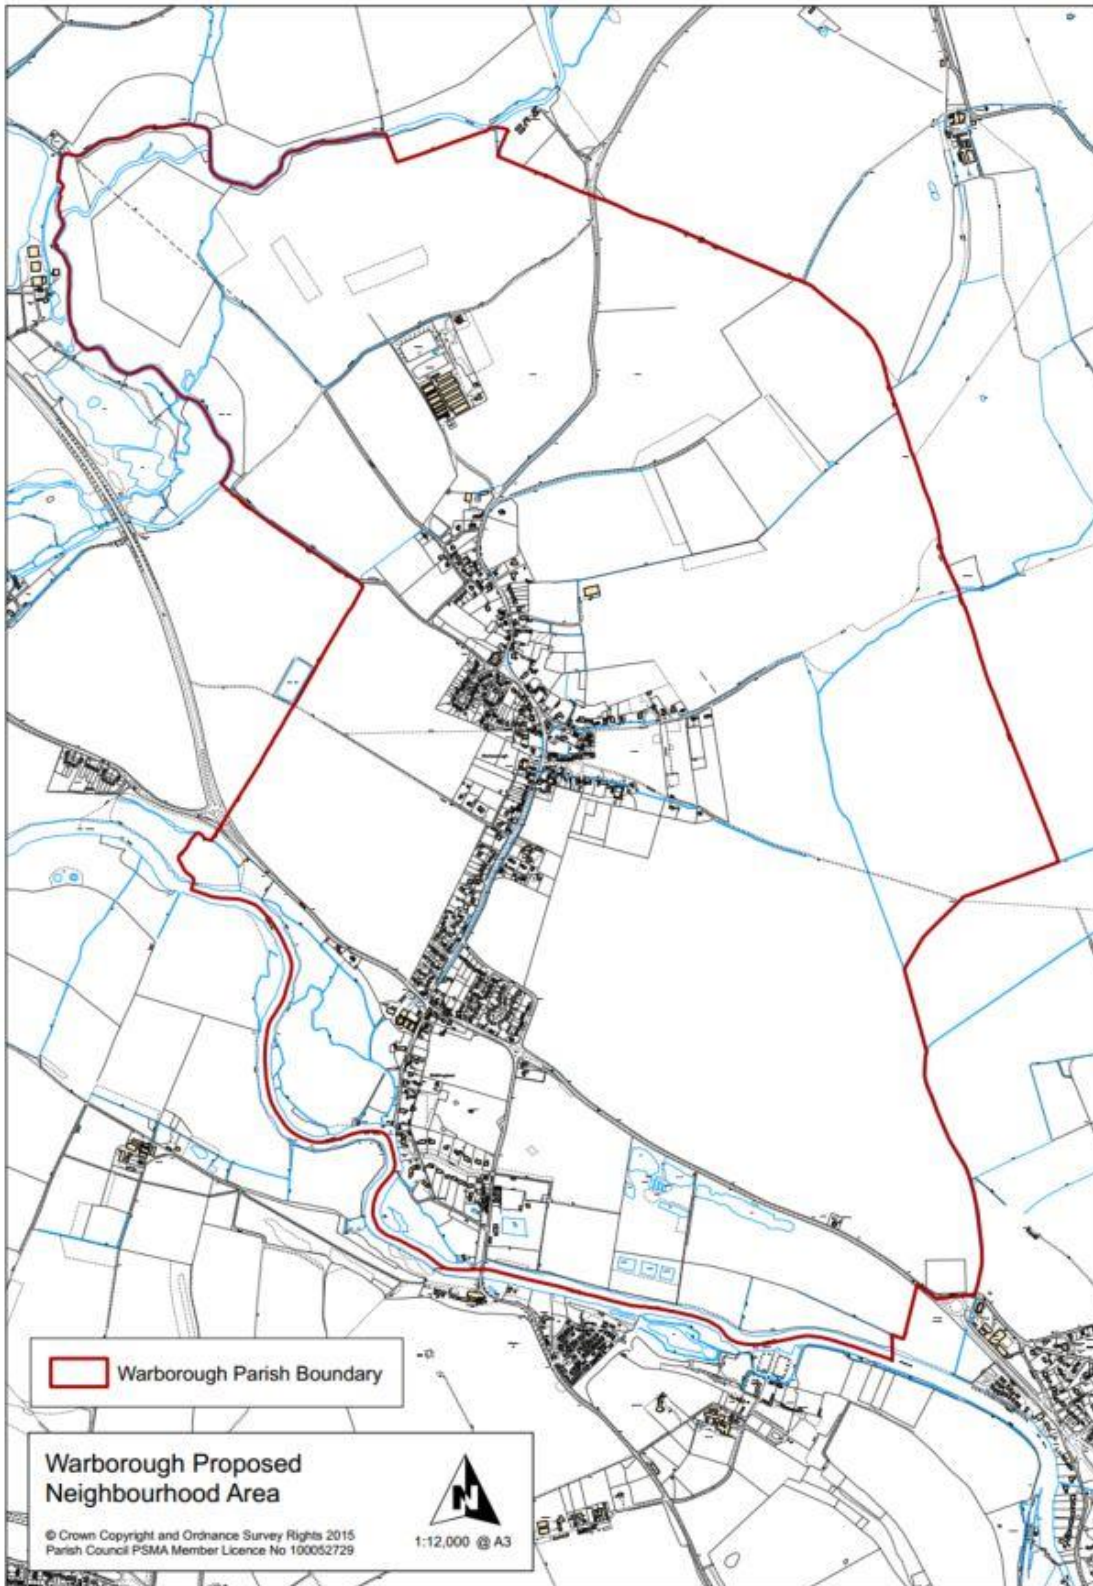 Warborough Parish Boundary
Warborough Proposed
Neighbourhood Area
© Crown Copyright and Ordnance Survey Rights 2015
Parish Council PSMA Member Licence No 100052729
N
1:12,000 @ A3